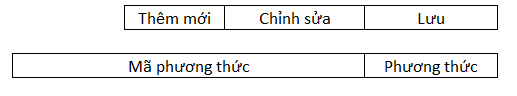 Thêm mới Chỉnh sửa Lưu
Mã phương thức Phương thức